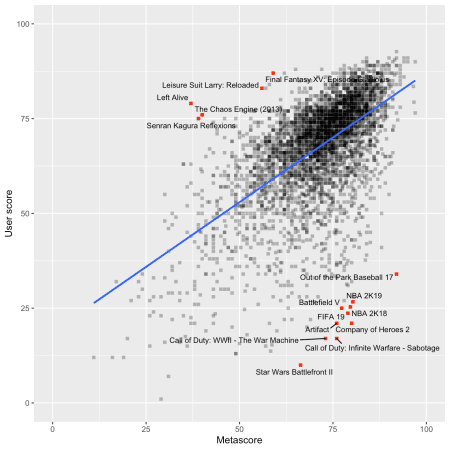 100
Final Fantasy XV: Episode
Leisure Suit Larry: Reloaded
Left Alive
The Chaos Engine (2013)
75
Senran Kagura Reflexions
User score
50
Out of the Park Baseball 17
NBA 2K19
Battlefield V
25
FIFA 19
NBA 2K18
Artifact
Company of Heroes 2
Call of Duty: WWII - The War Machine
Call of Duty: Infinite Warfare - Sabotage
Star Wars Battlefront II
0
0
25
50
75
100
Metascore